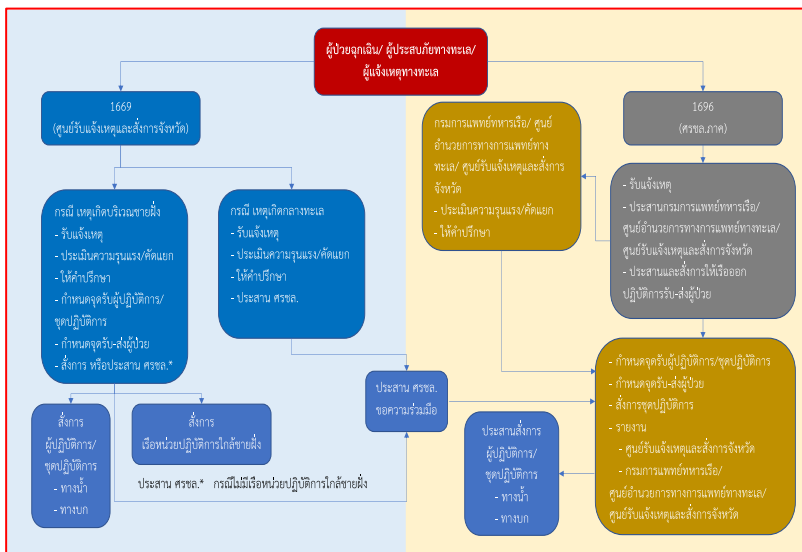 ผู้ป่วยฉุกเฉิน/ ผู้ประสบภัยทางทะเล/
ผู้แจ้งเหตุทางทะเล
1669
(ศูนย์รับแจ้งเหตุและสั่งการจังหวัด)
1696
(ศรชล.ภาค)
กรมการแพทย์ทหารเรือ/ ศูนย์
อำนวยการทางการแพทย์ทาง
ทะเล/ ศูนย์รับแจ้งเหตุและสั่งการ
จังหวัด
- ประเมินความรุนแรง/คัดแยก
- ให้คำปรึกษา
- รับแจ้งเหตุ
- ประสานกรมการแพทย์ทหารเรือ/
ศูนย์อำนวยการทางการแพทย์ทางทะเล/
ศูนย์รับแจ้งเหตุและสั่งการจังหวัด
- ประสานและสั่งการให้เรือออก
ปฏิบัติการรับ-ส่งผู้ป่วย
กรณี เหตุเกิดบริเวณชายฝั่ง
- รับแจ้งเหตุ
- ประเมินความรุนแรง/คัดแยก
- ให้คำปรึกษา
- กำหนดจุดรับผู้ปฏิบัติการ/
ชุดปฏิบัติการ
- กำหนดจุดรับ-ส่งผู้ป่วย
- สั่งการ หรือประสาน ศรชล.*
กรณี เหตุเกิดกลางทะเล
- รับแจ้งเหตุ
- ประเมินความรุนแรง/คัดแยก
- ให้คำปรึกษา
- ประสาน ศรชล.
ประสาน ศรชล.
ขอความร่วมมือ
- กำหนดจุดรับผู้ปฏิบัติการ/ชุดปฏิบัติการ
- กำหนดจุดรับ-ส่งผู้ป่วย
- สั่งการชุดปฏิบัติการ
- รายงาน
- ศูนย์รับแจ้งเหตุและสั่งการจังหวัด
- กรมการแพทย์ทหารเรือ/
ศูนย์อำนวยการทางการแพทย์ทางทะเล/
ศูนย์รับแจ้งเหตุและสั่งการจังหวัด
สั่งการ
ผู้ปฏิบัติการ/
ชุดปฏิบัติการ
- ทางน้ำ
- ทางบก
สั่งการ
เรือหน่วยปฏิบัติการใกล้ชายฝั่ง
ประสานสั่งการ
ผู้ปฏิบัติการ/
ชุดปฏิบัติการ
- ทางน้ำ
- ทางบก
ประสาน ศรชล.* กรณีไม่มีเรือหน่วยปฏิบัติการใกล้ชายฝั่ง